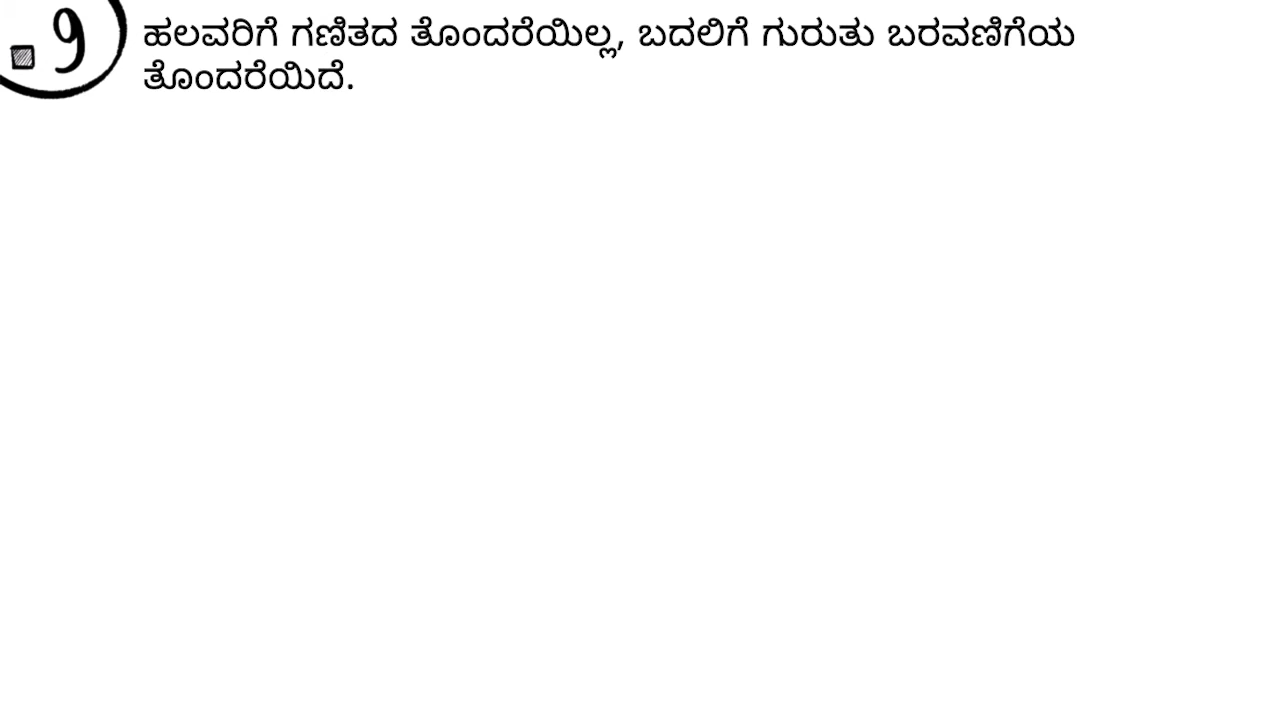 . 9
ಹಲವರಿಗೆ ಗಣಿತದ ತೊಂದರೆಯಿಲ್ಲ, ಬದಲಿಗೆ ಗುರುತು ಬರವಣಿಗೆಯ
ತೊಂದರೆಯಿದೆ.